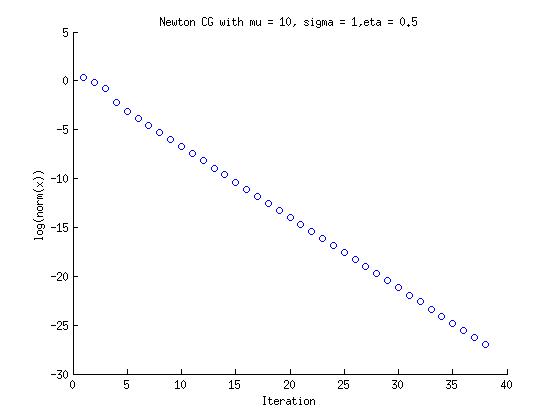 Newton CG with mu = 10, sigma = 1,eta = 0.5
5
0
-5
-10
-15
-20
-25
-30
log(norm(x))
0 5 10 15 20 25 30 35 40
Iteration